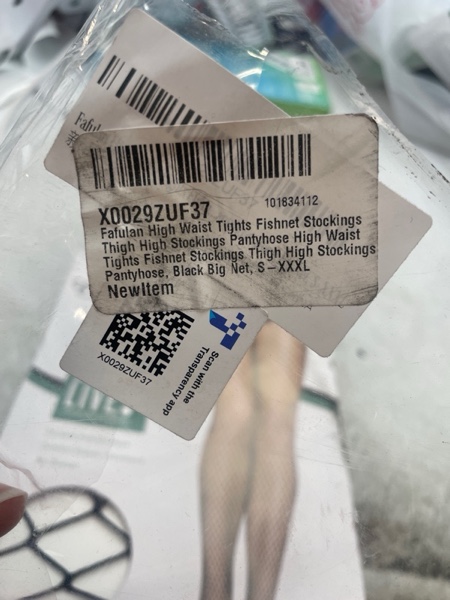 Faful
X0029ZUF37
101634112
Fafulan High Waist Tights Fishnet Stockings
Thigh High Stockings Pantyhose High Waist
Tights Fishnet Stockings Thigh High Stockings
Pantyhose, Black Big Net, S-XXXL
NewItem
X0029ZUF37
Scan with the
Transparency app